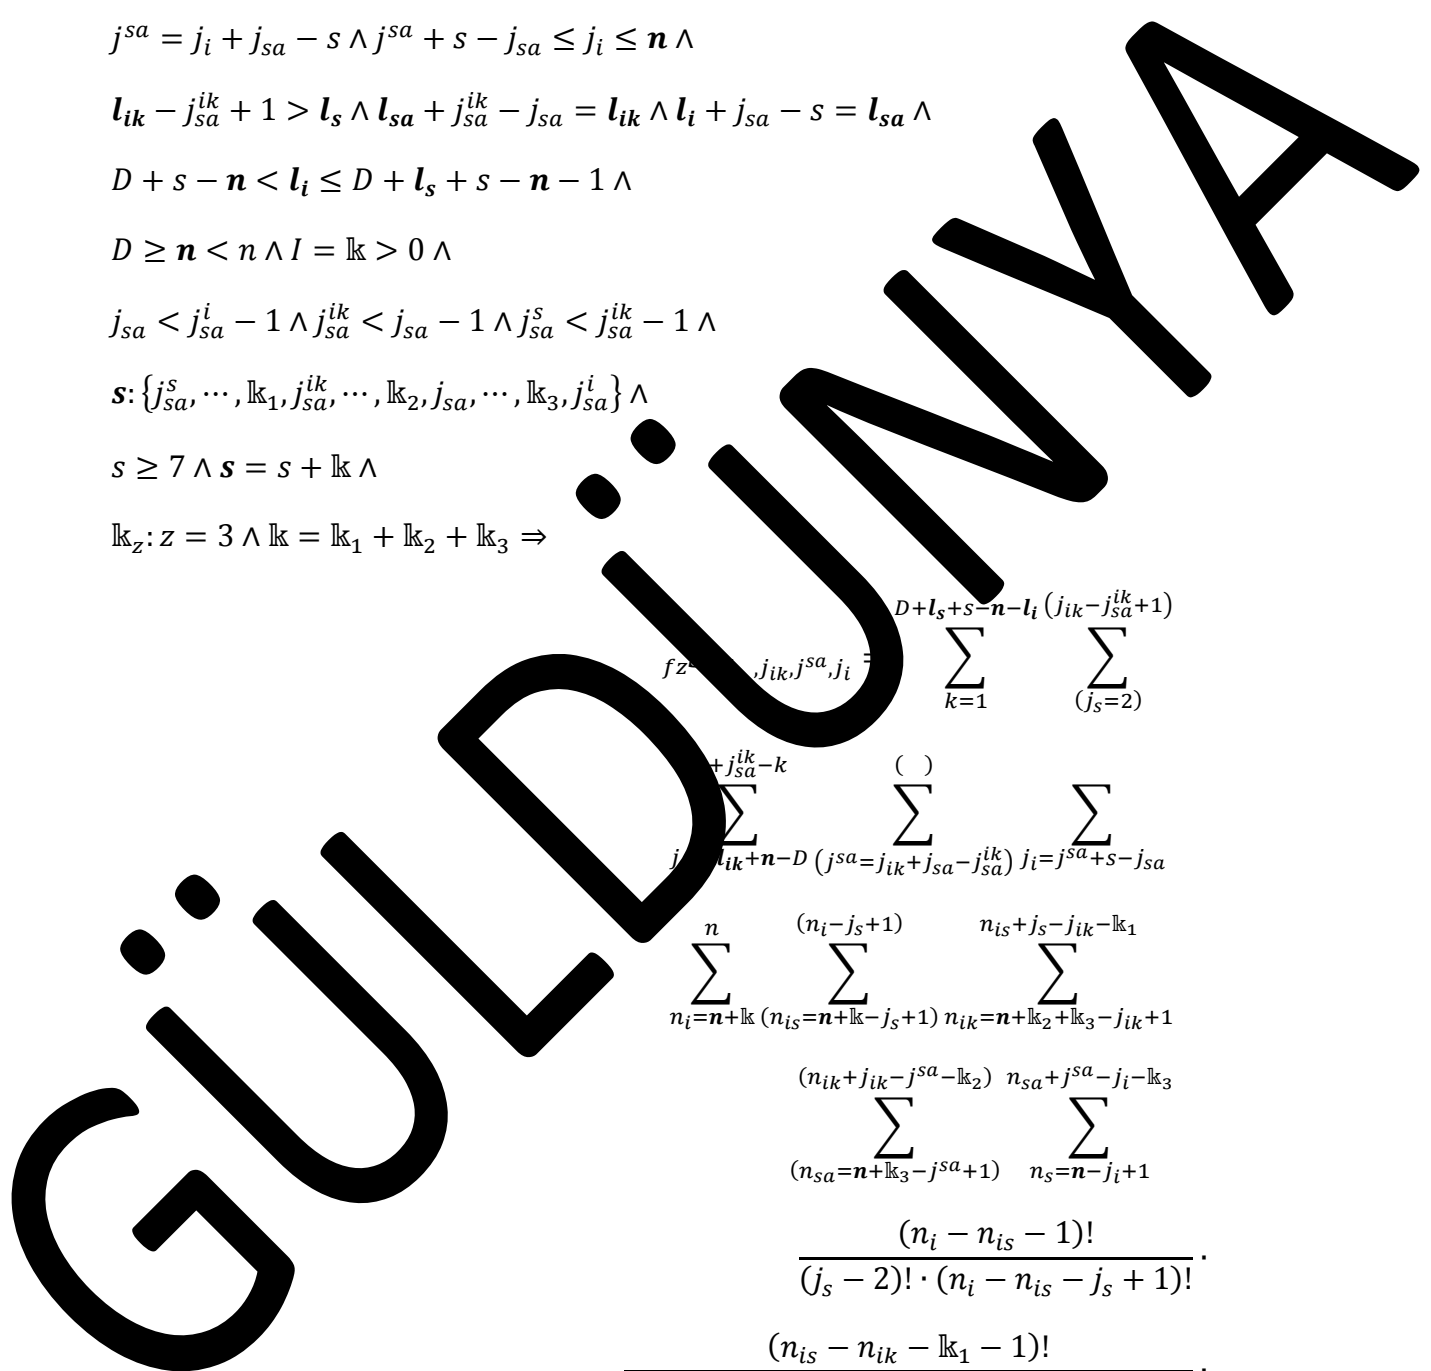 j^{sa} = j_i + j_{sa} − s ∧ j^{sa} + s − j_{sa} ≤ j_i ≤ n ∧
l_{ik} − j_{sa}^{ik} + 1 > l_s ∧ l_{sa} + j_{sa}^{ik} − j_{sa} = l_{ik} ∧ l_i + j_{sa} − s = l_{sa} ∧
D + s − n < l_i ≤ D + l_s + s − n − 1 ∧
D ≥ n < n ∧ I = 𝕜 > 0 ∧
j_{sa} < j_{sa}^i − 1 ∧ j_{sa}^{ik} < j_{sa} − 1 ∧ j_{sa}^s < j_{sa}^{ik} − 1 ∧
s: {j_{sa}^s, ⋯, 𝕜_1, j_{sa}^{ik}, ⋯, 𝕜_2, j_{sa}, ⋯, 𝕜_3, j_{sa}^i} ∧
s ≥ 7 ∧ s = s + 𝕜 ∧
𝕜_z: z = 3 ∧ 𝕜 = 𝕜_1 + 𝕜_2 + 𝕜_3 ⇒
D+l_s+s−n−l_i (j_{ik}−j_{sa}^{ik}+1)
fz ,j_{ik},j^{sa},j_i = ∑ ∑
k=1 (j_s=2)
+j_{sa}^{ik}−k ( )
∑ ∑ ∑
l_{ik}+n−D (j^{sa}=j_{ik}+j_{sa}−j_{sa}^{ik}) j_i=j^{sa}+s−j_{sa}
n (n_i−j_s+1) n_{is}+j_s−j_{ik}−𝕜_1
∑ ∑ ∑
n_i=n+𝕜 (n_{is}=n+𝕜−j_s+1) n_{ik}=n+𝕜_2+𝕜_3−j_{ik}+1
(n_{ik}+j_{ik}−j^{sa}−𝕜_2) n_{sa}+j^{sa}−j_i−𝕜_3
∑ ∑
(n_{sa}=n+𝕜_3−j^{sa}+1) n_s=n−j_i+1
(n_i − n_{is} − 1)!
(j_s − 2)! · (n_i − n_{is} − j_s + 1)! ·
(n_{is} − n_{ik} − 𝕜_1 − 1)! ·
GÜLDÜNYA